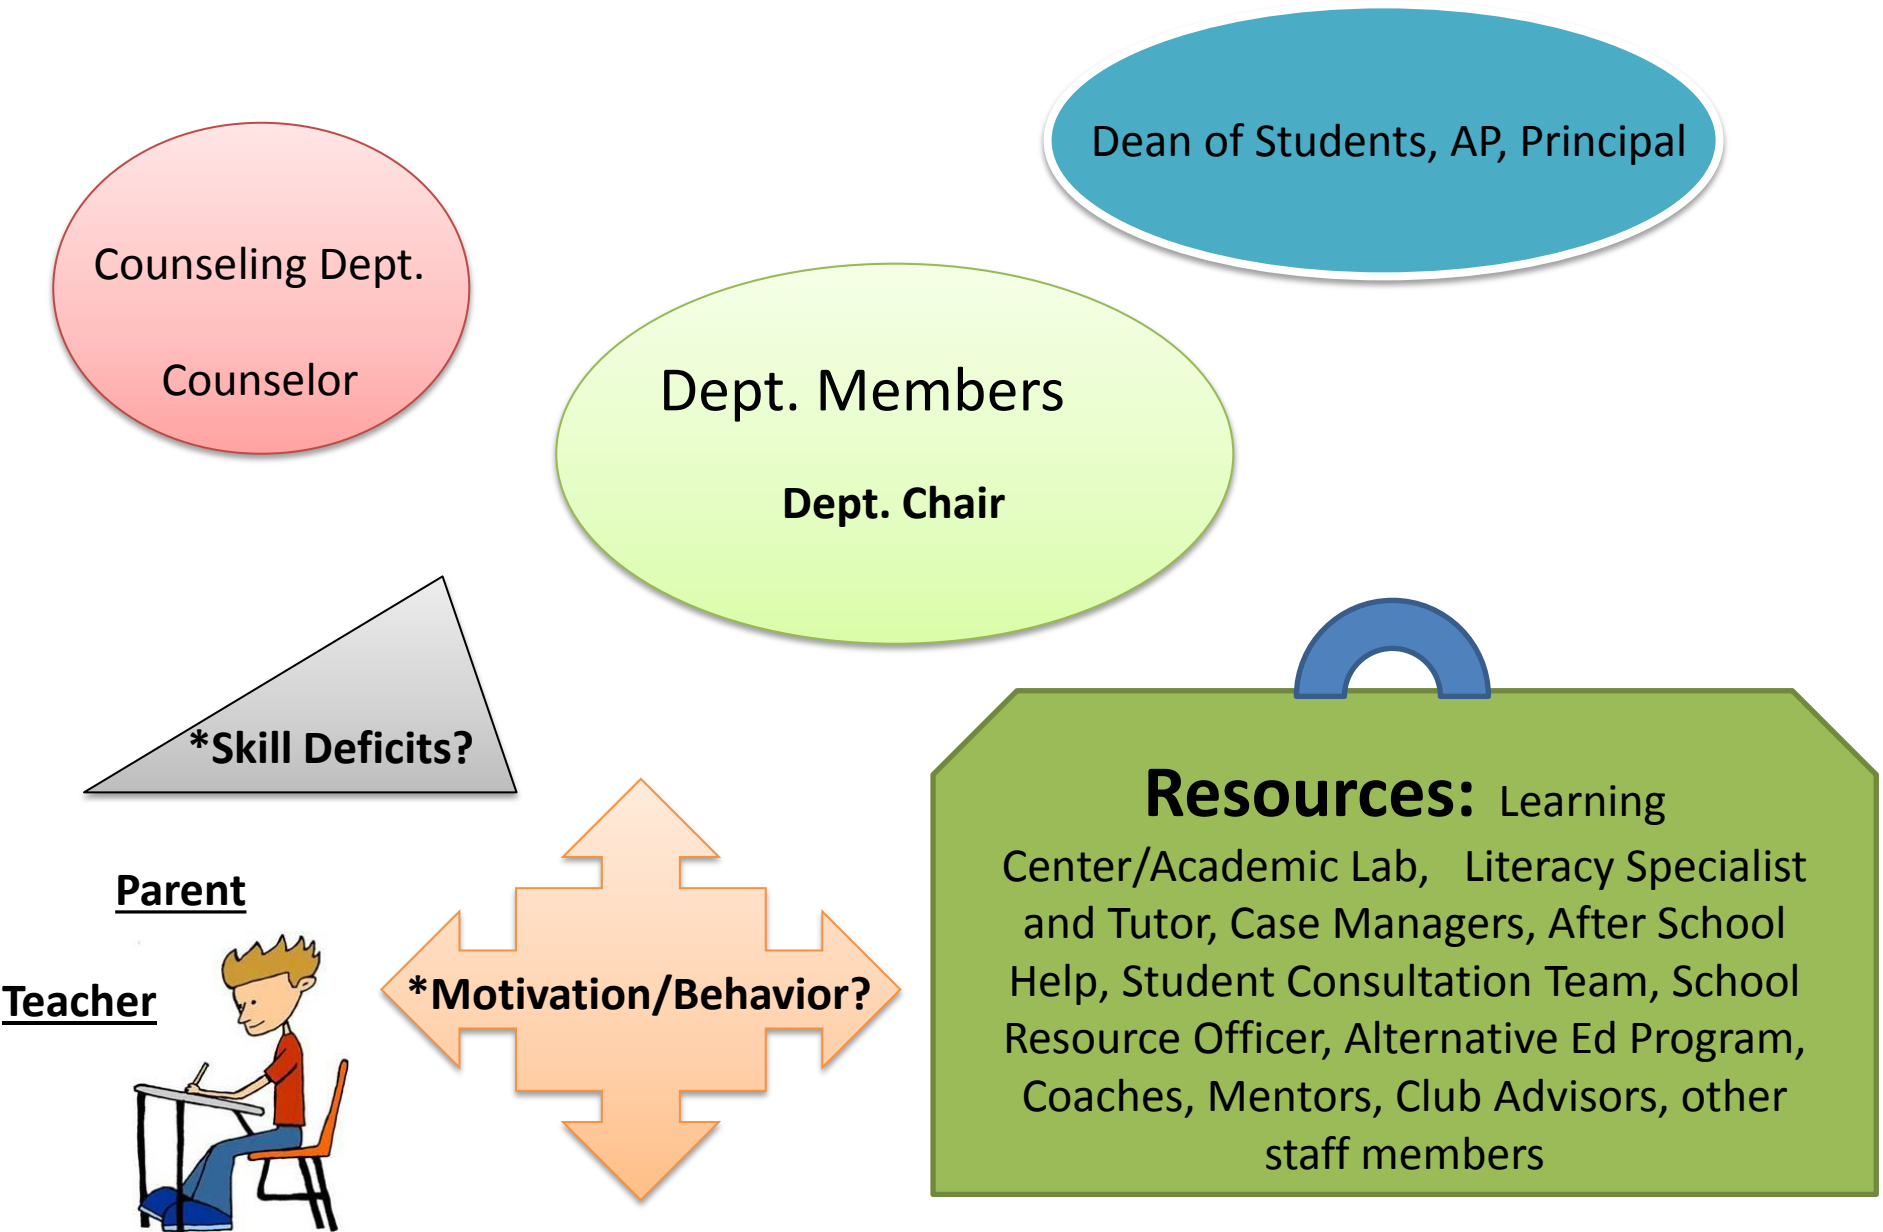 Dean of Students, AP, Principal
Counseling Dept.
Counselor
Dept. Members
Dept. Chair
*Skill Deficits?
Parent
Teacher
*Motivation/Behavior?
Resources: Learning
Center/Academic Lab, Literacy Specialist
and Tutor, Case Managers, After School
Help, Student Consultation Team, School
Resource Officer, Alternative Ed Program,
Coaches, Mentors, Club Advisors, other
staff members